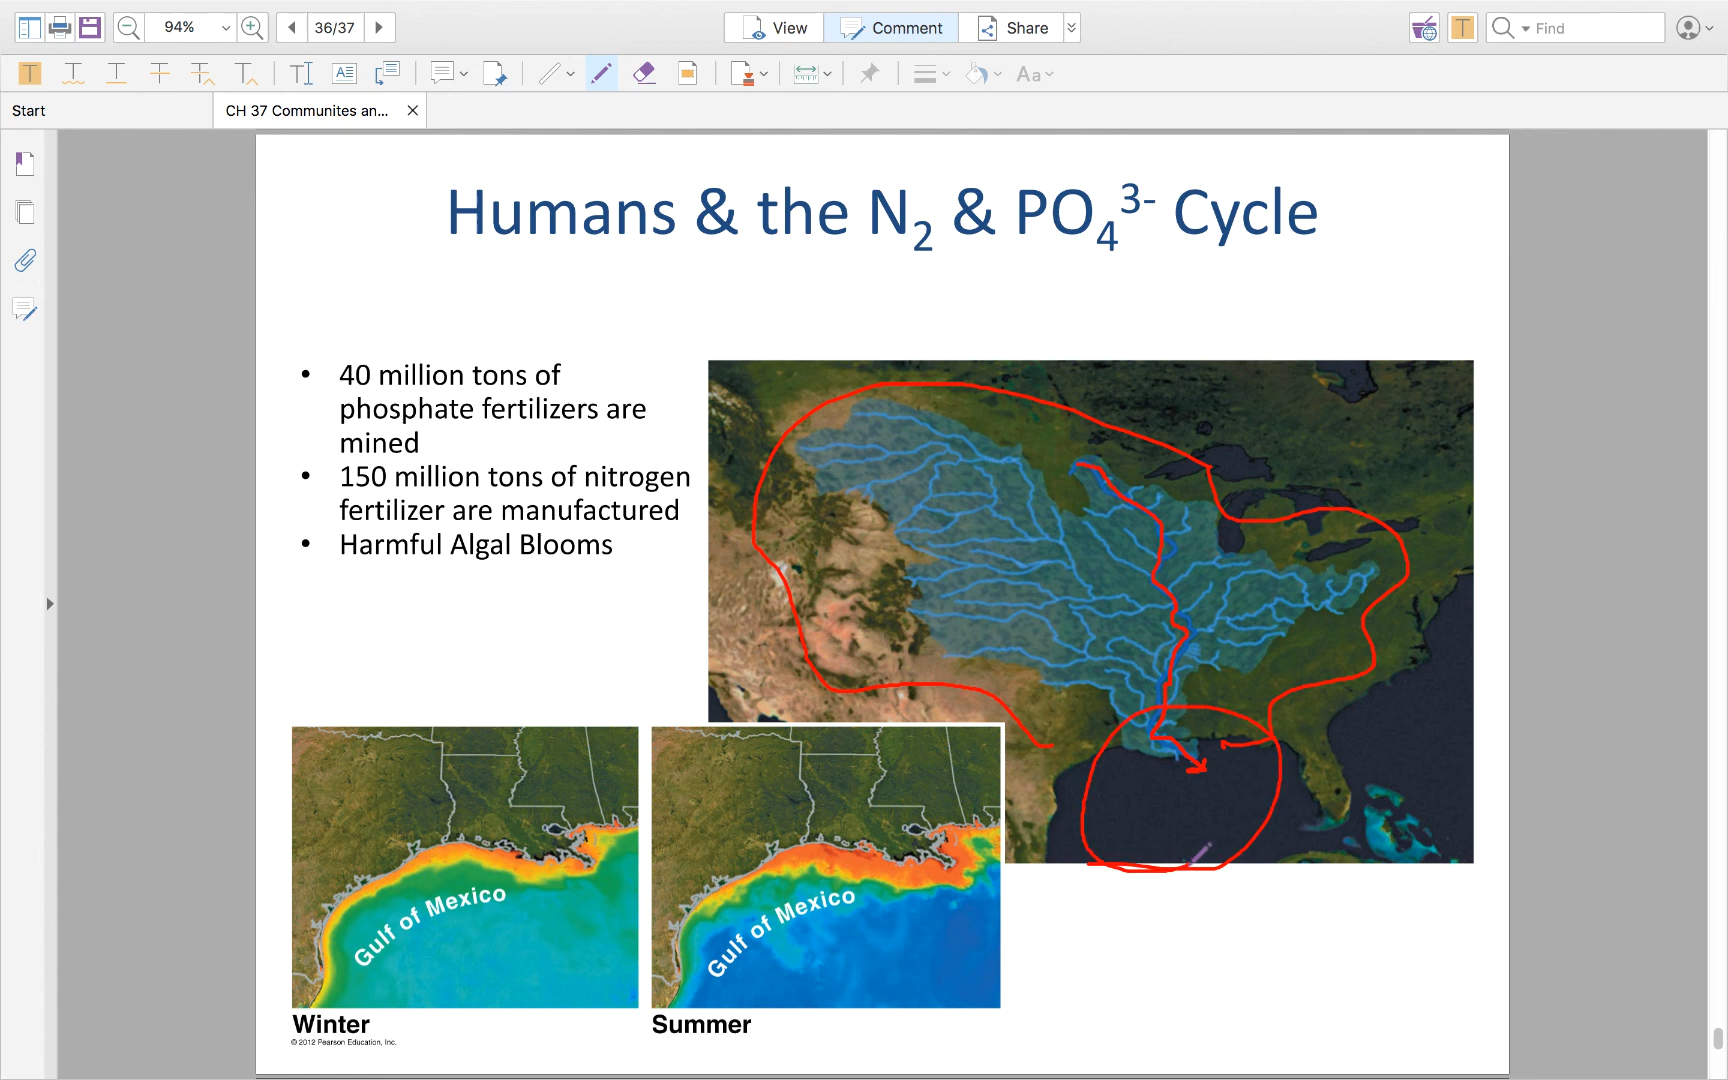 94%
36/37
View
Comment
Share
T
Find
T
T
T
T
T
T
T
T
AΞ
Aa
Start
CH 37 Communites an...
Humans & the N₂ & PO₄³⁻ Cycle
• 40 million tons of
phosphate fertilizers are
mined
• 150 million tons of nitrogen
fertilizer are manufactured
• Harmful Algal Blooms
Gulf of Mexico
Gulf of Mexico
Winter
Summer
© 2012 Pearson Education, Inc.